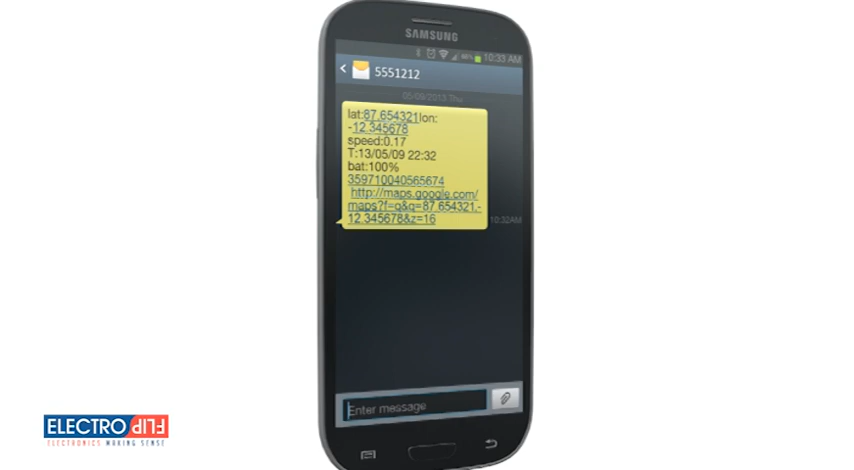 SAMSUNG
66% 10:33 AM
5551212
05/09/2013 Thu
lat:87.654321lon:
-12.345678
speed:0.17
T:13/05/09 22:32
bat:100%
359710040565674
http://maps.google.com/
maps?f=q&q=87.654321,-
12.345678&z=16
10:32AM
Enter message
ELECTRO FLIP
ELECTRONICS MAKING SENSE